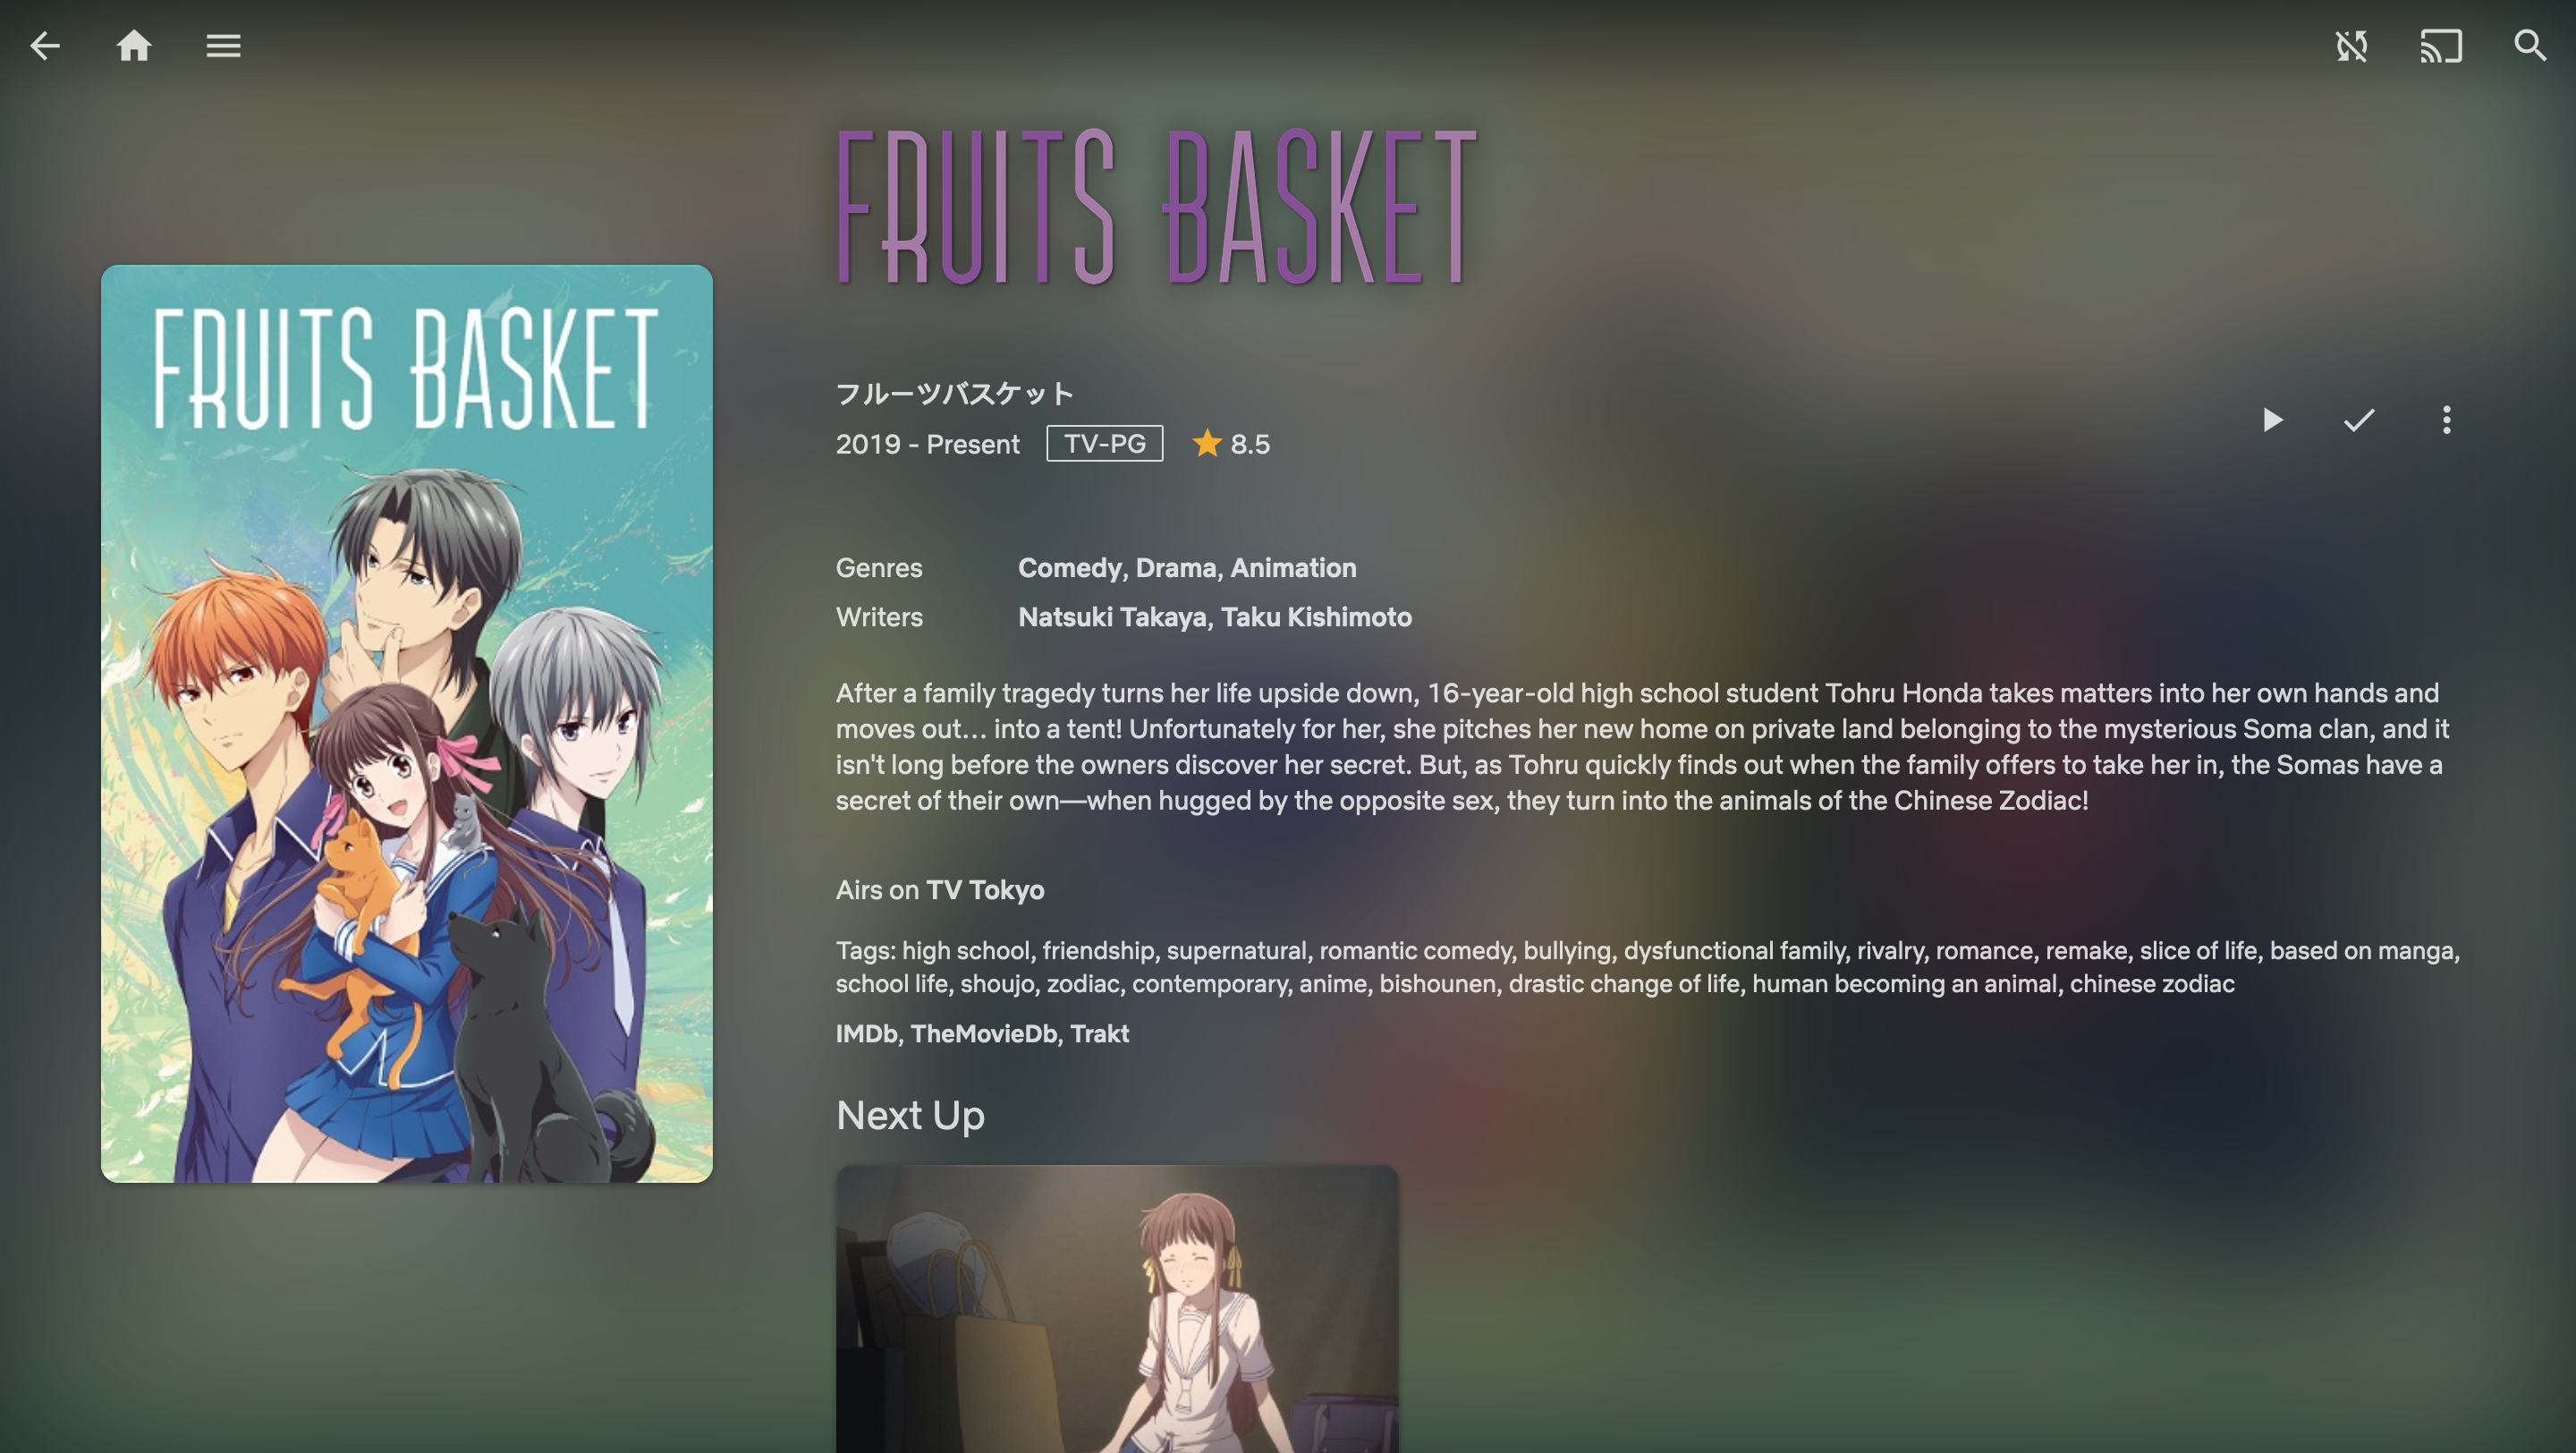 FRUITS BASKET
FRUITS BASKET
フルーツバスケット
2019 - Present TV-PG 8.5
Genres Comedy, Drama, Animation
Writers Natsuki Takaya, Taku Kishimoto
After a family tragedy turns her life upside down, 16-year-old high school student Tohru Honda takes matters into her own hands and
moves out… into a tent! Unfortunately for her, she pitches her new home on private land belonging to the mysterious Soma clan, and it
isn't long before the owners discover her secret. But, as Tohru quickly finds out when the family offers to take her in, the Somas have a
secret of their own—when hugged by the opposite sex, they turn into the animals of the Chinese Zodiac!
Airs on TV Tokyo
Tags: high school, friendship, supernatural, romantic comedy, bullying, dysfunctional family, rivalry, romance, remake, slice of life, based on manga,
school life, shoujo, zodiac, contemporary, anime, bishounen, drastic change of life, human becoming an animal, chinese zodiac
IMDb, TheMovieDb, Trakt
Next Up